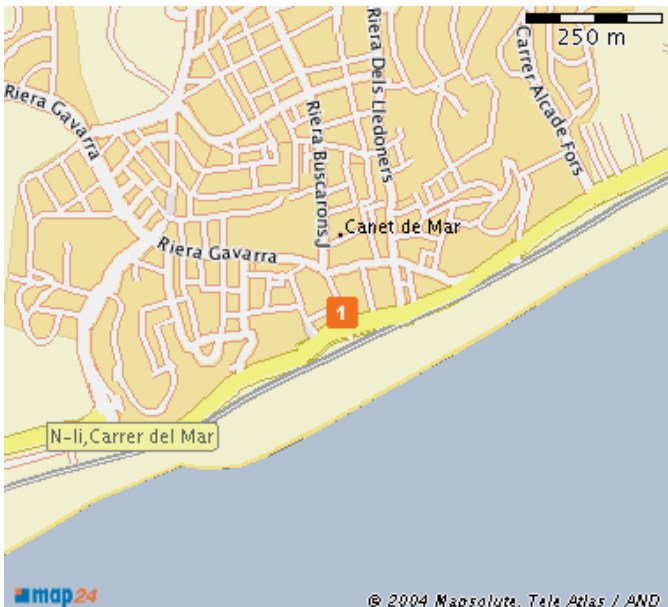 250 m
Riera Gavarra
Riera Dels Lledoners
Carrer Alcade Fors
Riera Buscarons,J
Canet de Mar
Riera Gavarra
1
N-Ii,Carrer del Mar
map24
© 2004 Mapsolute, Tele Atlas / AND